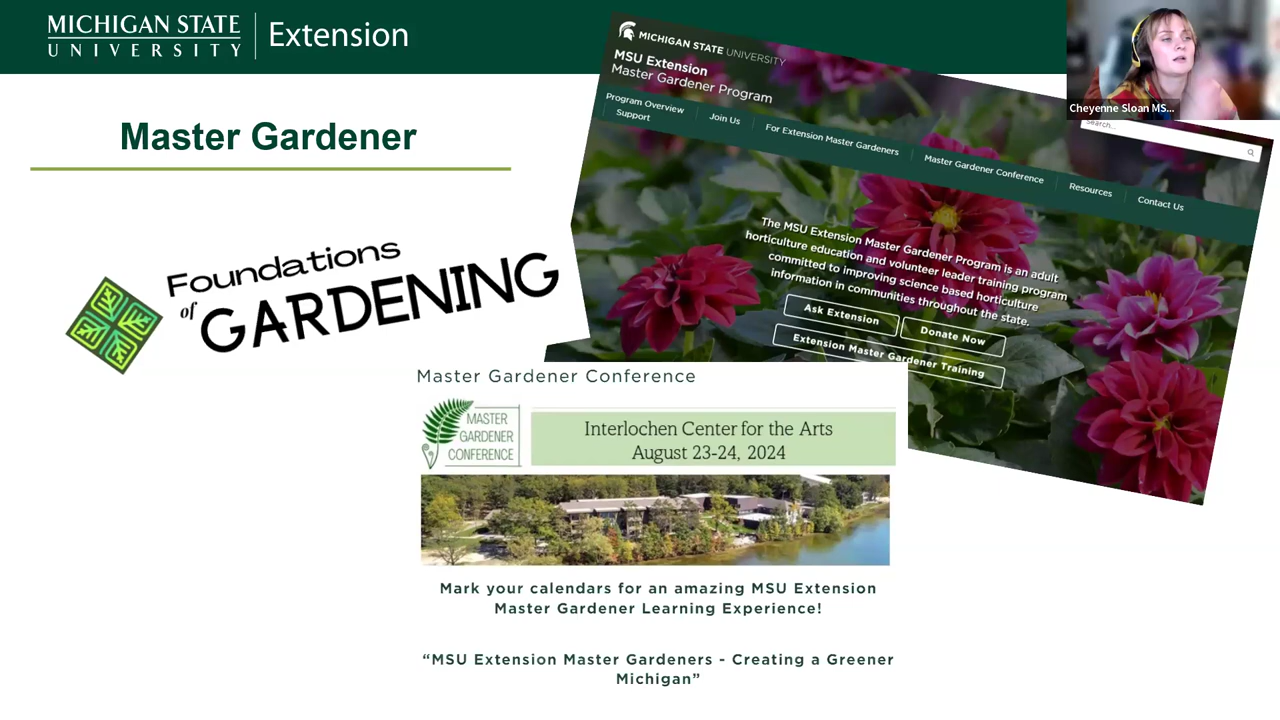 MICHIGAN STATE
UNIVERSITY
Extension
Master Gardener
Foundations
of
GARDENING
MICHIGAN STATE UNIVERSITY
MSU Extension
Master Gardener Program
Program Overview
Join Us
For Extension Master Gardeners
Master Gardener Conference
Resources
Contact Us
Support
Search...
Cheyenne Sloan MS...
The MSU Extension Master Gardener Program is an adult
horticulture education and volunteer leader training program
committed to improving science based horticulture
information in communities throughout the state.
Ask Extension
Donate Now
Extension Master Gardener Training
Master Gardener Conference
MASTER
GARDENER
CONFERENCE
Interlochen Center for the Arts
August 23-24, 2024
Mark your calendars for an amazing MSU Extension
Master Gardener Learning Experience!
“MSU Extension Master Gardeners - Creating a Greener
Michigan”